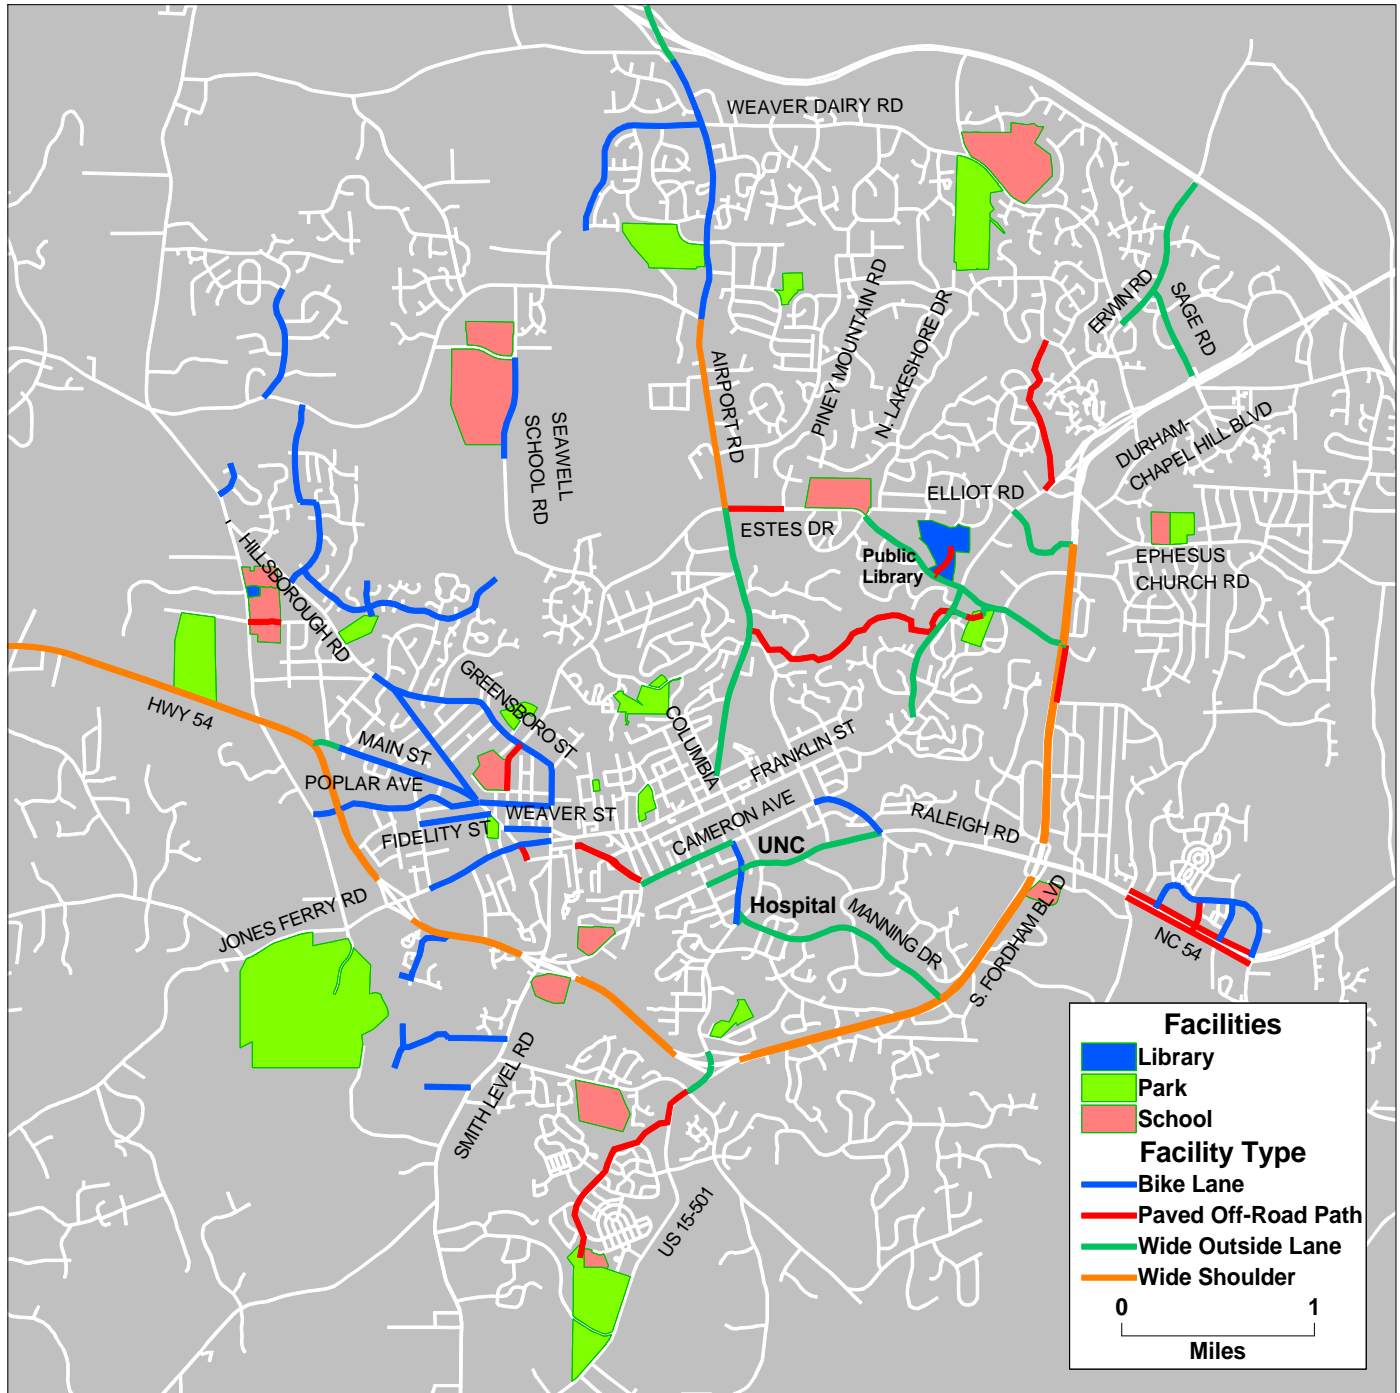 WEAVER DAIRY RD
ERWIN RD
SAGE RD
PINEY MOUNTAIN RD
N. LAKESHORE DR
AIRPORT RD
SEAWELL
SCHOOL RD
DURHAM-
CHAPEL HILL BLVD
ELLIOT RD
ESTES DR
Public
Library
EPHESUS
CHURCH RD
HILLSBOROUGH RD
GREENSBORO ST
HWY 54
MAIN ST
POPLAR AVE
COLUMBIA
FRANKLIN ST
WEAVER ST
FIDELITY ST
CAMERON AVE
UNC
RALEIGH RD
Hospital
MANNING DR
S. FORDHAM BLVD
NC 54
JONES FERRY RD
SMITH LEVEL RD
US 15-501
Facilities
Library
Park
School
Facility Type
Bike Lane
Paved Off-Road Path
Wide Outside Lane
Wide Shoulder
0 1
Miles